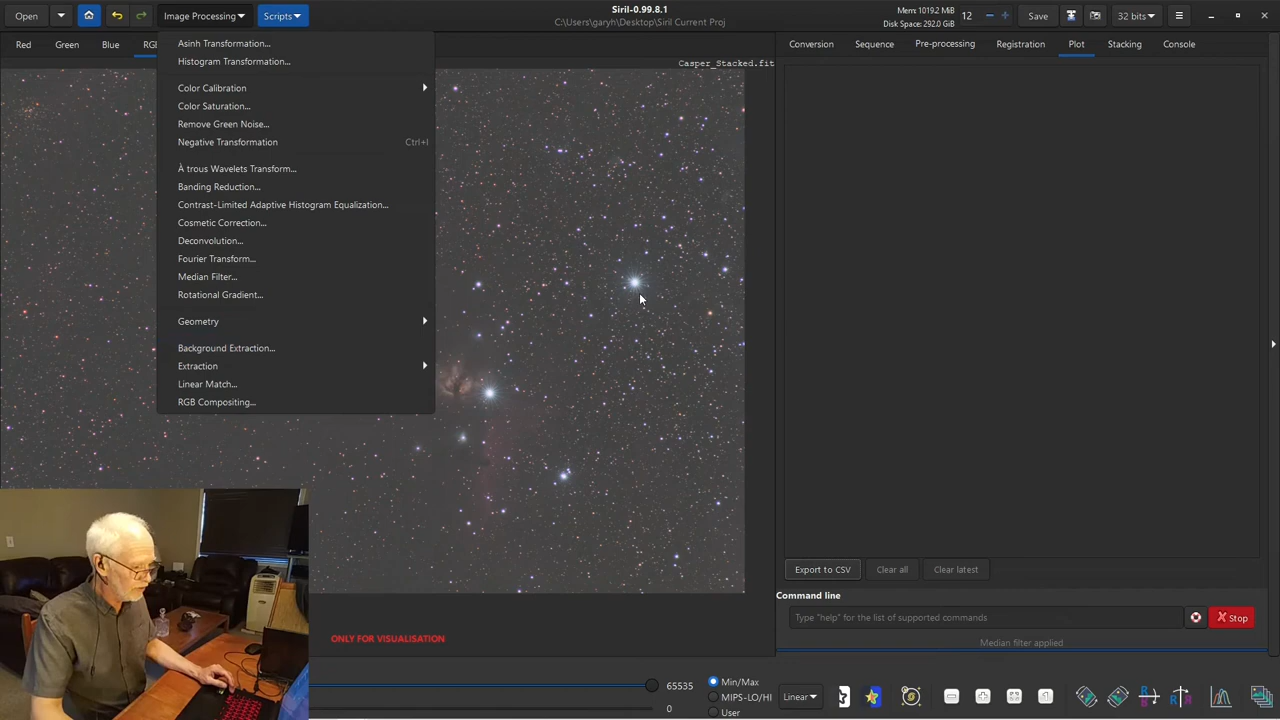 Open
Image Processing
Scripts
Siril-0.99.8.1
C:\Users\garyh\Desktop\Siril Current Proj
Mem: 1019.2 MiB
Disk Space: 292.0 GiB
12
Save
32 bits
Red
Green
Blue
RG
Casper_Stacked.fit
Asinh Transformation...
Histogram Transformation...
Color Calibration
Color Saturation...
Remove Green Noise...
Negative Transformation Ctrl+I
À trous Wavelets Transform...
Banding Reduction...
Contrast-Limited Adaptive Histogram Equalization...
Cosmetic Correction...
Deconvolution...
Fourier Transform...
Median Filter...
Rotational Gradient...
Geometry
Background Extraction...
Extraction
Linear Match...
RGB Compositing...
ONLY FOR VISUALISATION
65535
0
Min/Max
MIPS-LO/HI
User
Linear
Conversion
Sequence
Pre-processing
Registration
Plot
Stacking
Console
Export to CSV
Clear all
Clear latest
Command line
Type "help" for the list of supported commands
Stop
Median filter applied